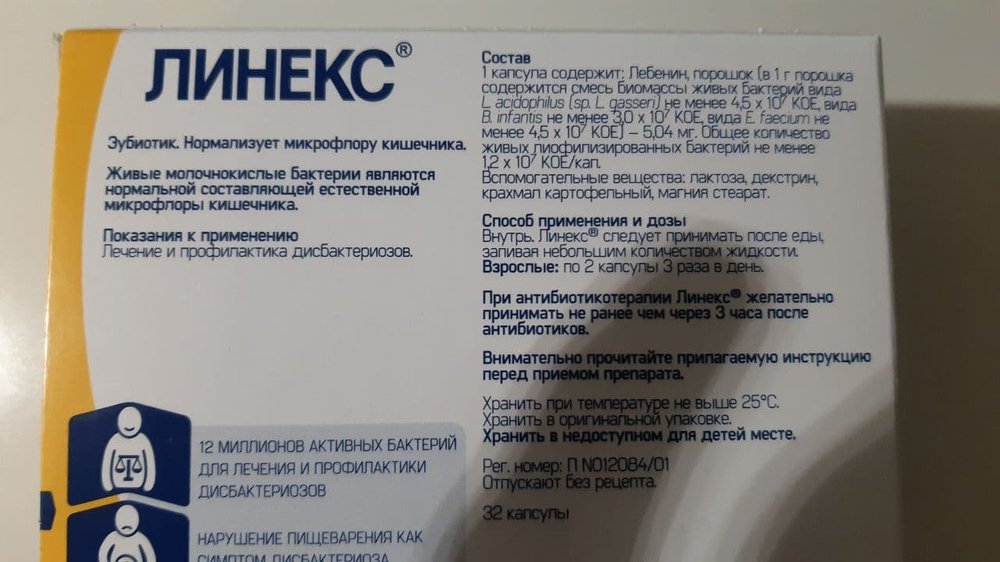 ЛИНЕКС®
Эубиотик. Нормализует микрофлору кишечника.
Живые молочнокислые бактерии являются
нормальной составляющей естественной
микрофлоры кишечника.
Показания к применению
Лечение и профилактика дисбактериозов.
12 МИЛЛИОНОВ АКТИВНЫХ БАКТЕРИЙ
ДЛЯ ЛЕЧЕНИЯ И ПРОФИЛАКТИКИ
ДИСБАКТЕРИОЗОВ
НАРУШЕНИЕ ПИЩЕВАРЕНИЯ КАК
СИМПТОМ ДИСБАКТЕРИОЗА
Состав
1 капсула содержит: Лебенин, порошок (в 1 г порошка
содержится смесь биомассы живых бактерий вида
L. acidophilus (sp. L. gasseri) не менее 4,5 x 10⁷ КОЕ, вида
B. infantis не менее 3,0 x 10⁷ КОЕ, вида E. faecium не
менее 4,5 x 10⁷ КОЕ) – 5,04 мг. Общее количество
живых лиофилизированных бактерий не менее
1,2 x 10⁷ КОЕ/кап.
Вспомогательные вещества: лактоза, декстрин,
крахмал картофельный, магния стеарат.
Способ применения и дозы
Внутрь. Линекс® следует принимать после еды,
запивая небольшим количеством жидкости.
Взрослые: по 2 капсулы 3 раза в день.
При антибиотикотерапии Линекс® желательно
принимать не ранее чем через 3 часа после
антибиотиков.
Внимательно прочитайте прилагаемую инструкцию
перед приемом препарата.
Хранить при температуре не выше 25°C.
Хранить в оригинальной упаковке.
Хранить в недоступном для детей месте.
Рег. номер: П N012084/01
Отпускают без рецепта.
32 капсулы